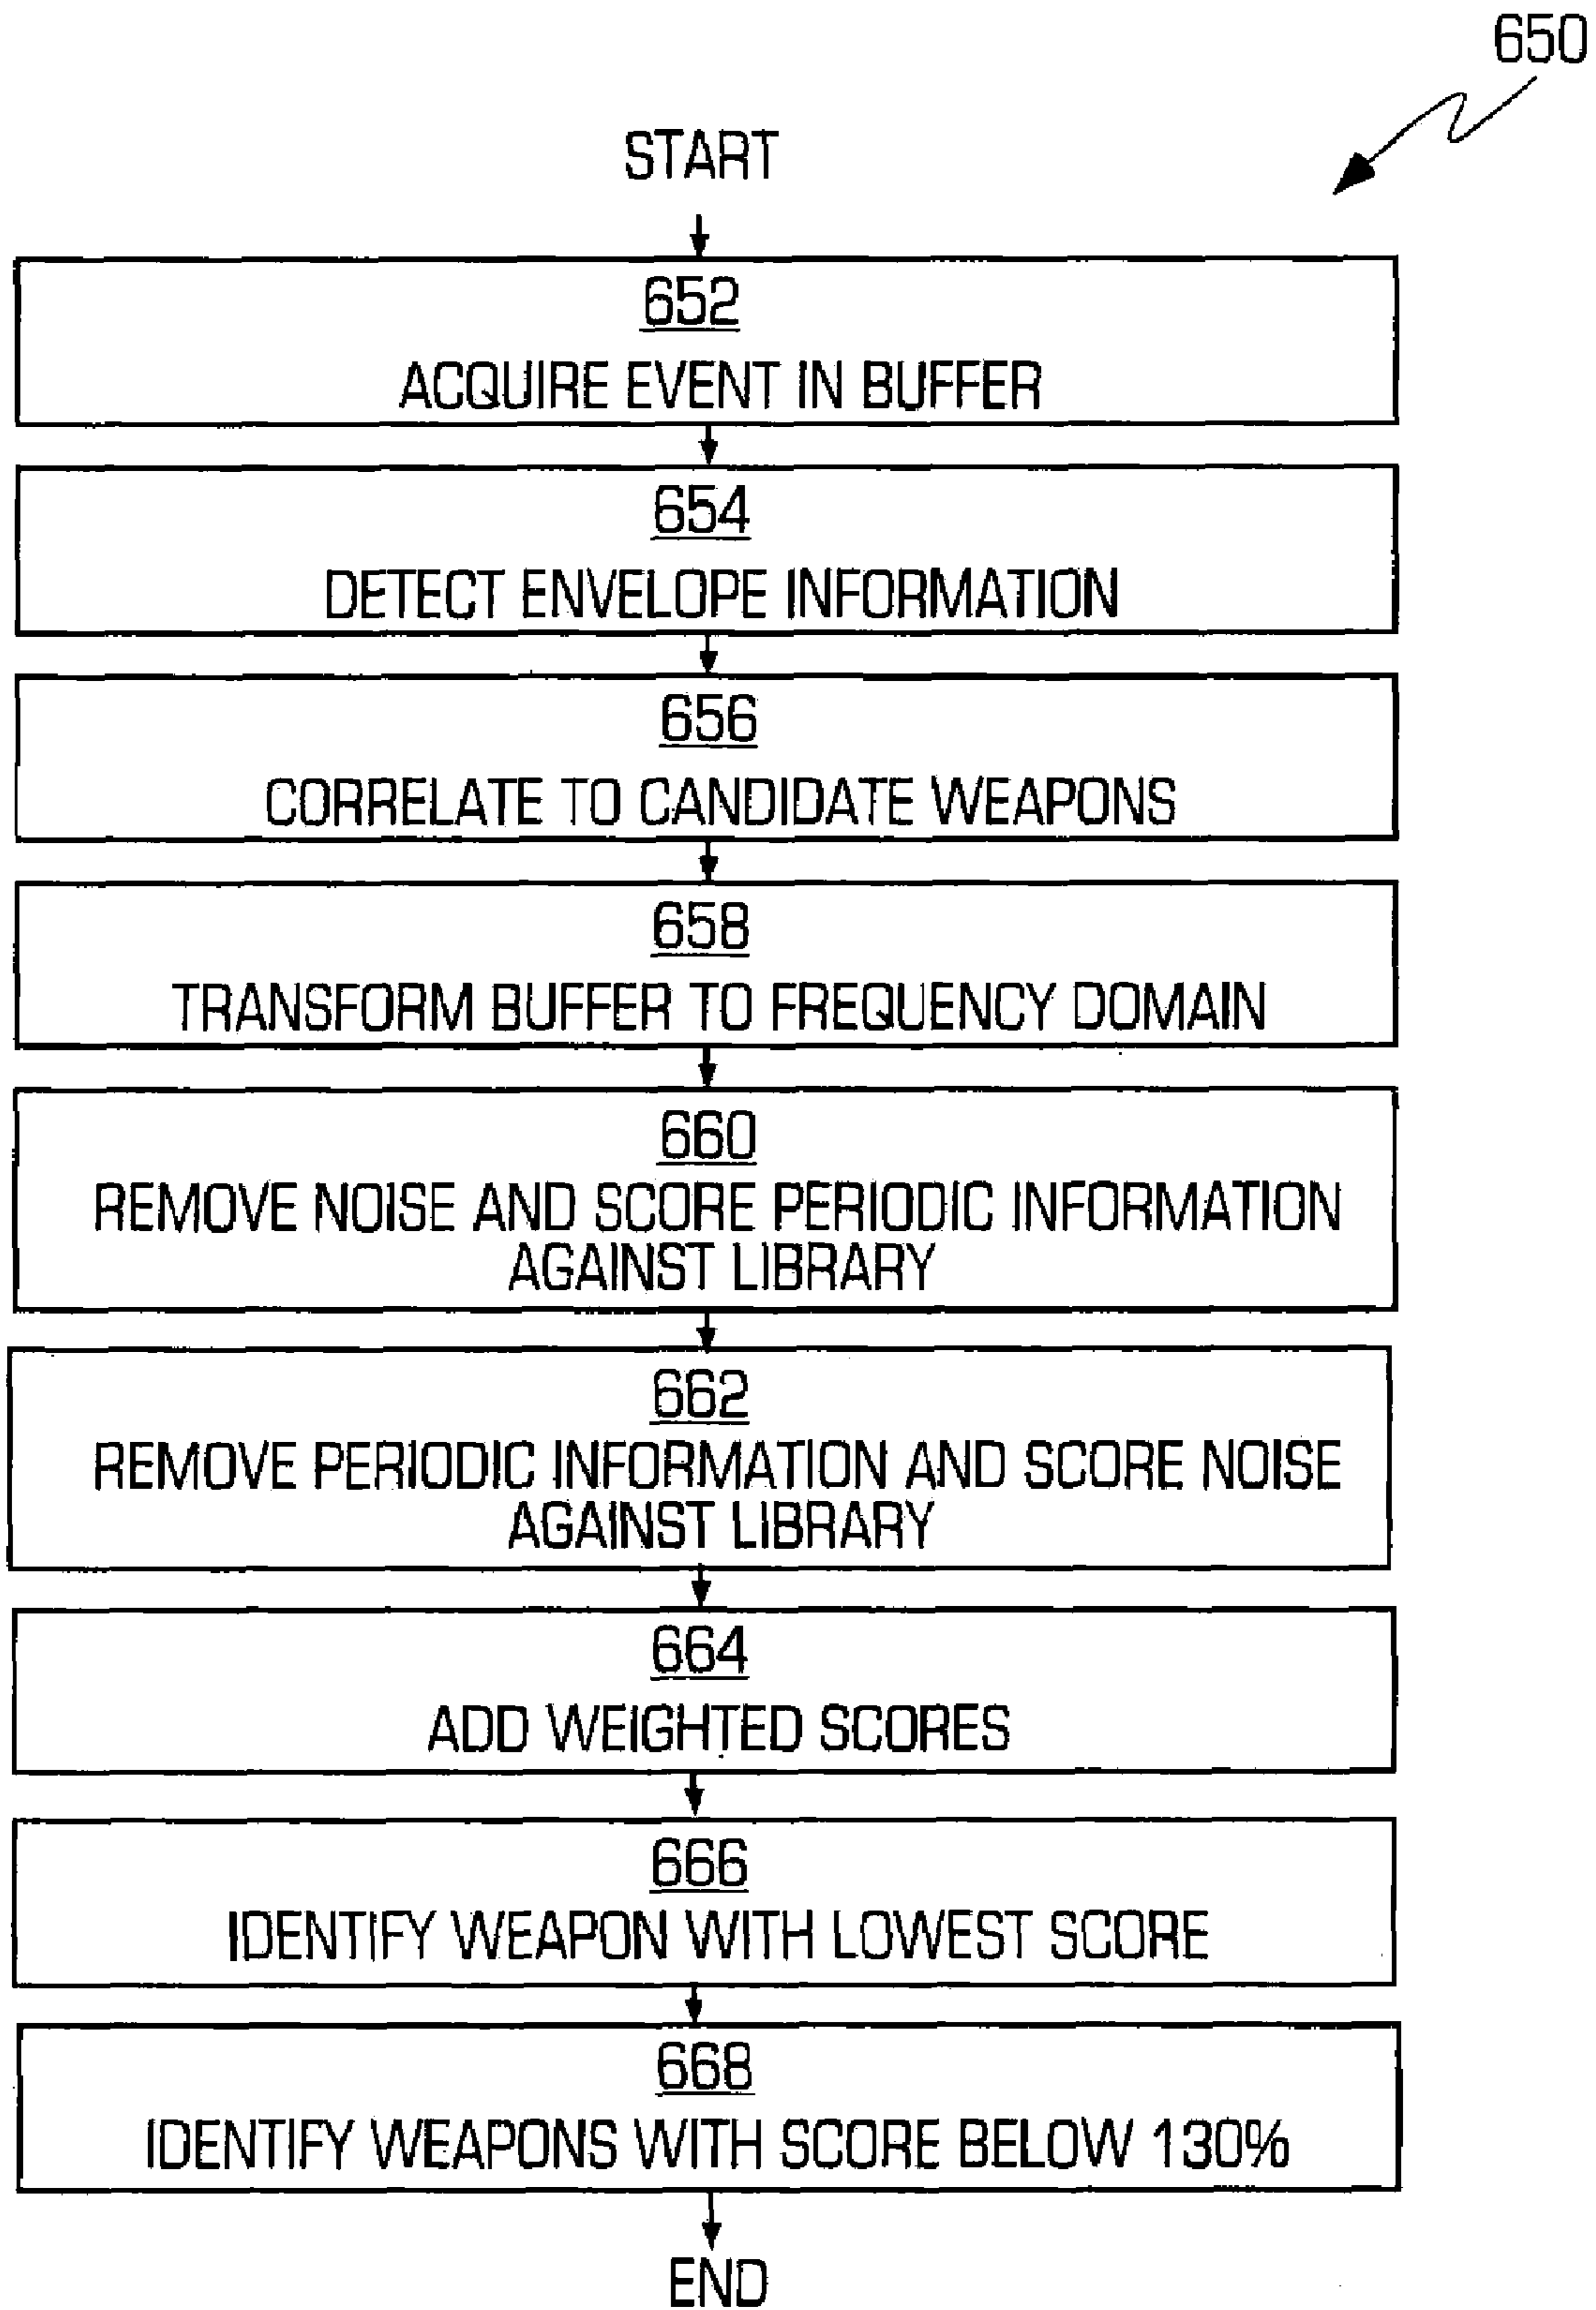 650
START
652
ACQUIRE EVENT IN BUFFER
654
DETECT ENVELOPE INFORMATION
656
CORRELATE TO CANDIDATE WEAPONS
658
TRANSFORM BUFFER TO FREQUENCY DOMAIN
660
REMOVE NOISE AND SCORE PERIODIC INFORMATION
AGAINST LIBRARY
662
REMOVE PERIODIC INFORMATION AND SCORE NOISE
AGAINST LIBRARY
664
ADD WEIGHTED SCORES
666
IDENTIFY WEAPON WITH LOWEST SCORE
668
IDENTIFY WEAPONS WITH SCORE BELOW 130%
END